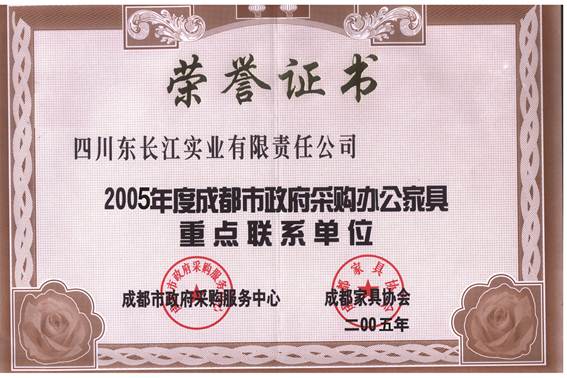 荣誉证书
四川东长江实业有限责任公司
2005年度成都市政府采购办公家具
重点联系单位
成都市政府采购服务中心
成都家具协会
成都市政府采购服务中心
成都家具协会
二00五年